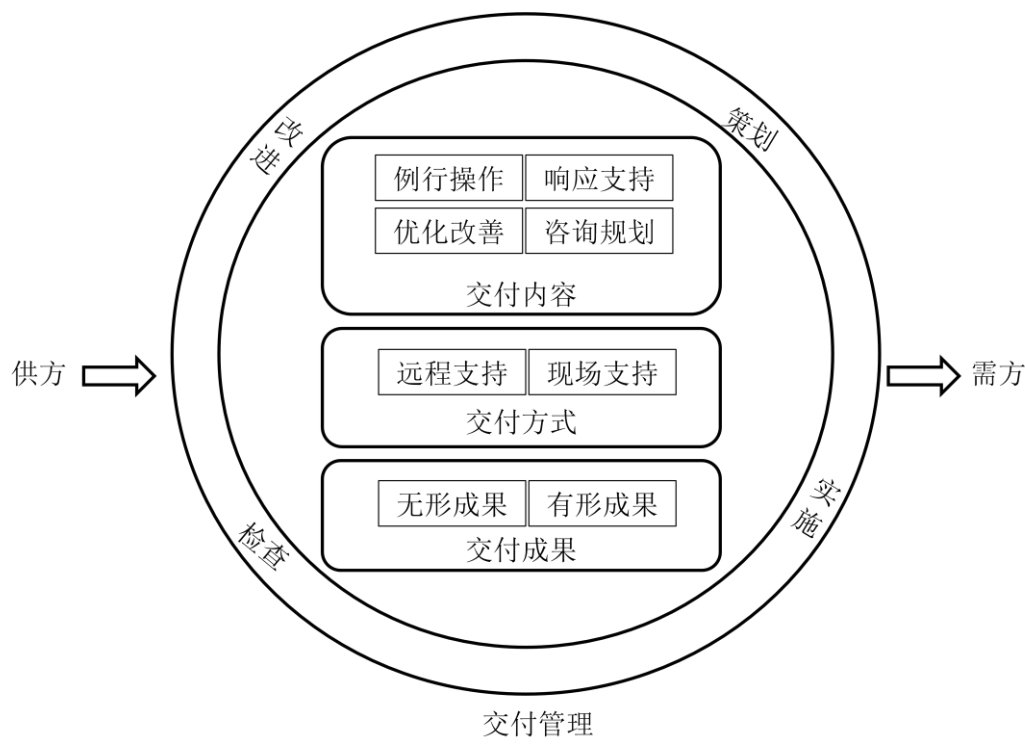 改进
策划
例行操作 响应支持
优化改善 咨询规划
交付内容
供方
远程支持 现场支持
交付方式
需方
无形成果 有形成果
交付成果
检查
实施
交付管理